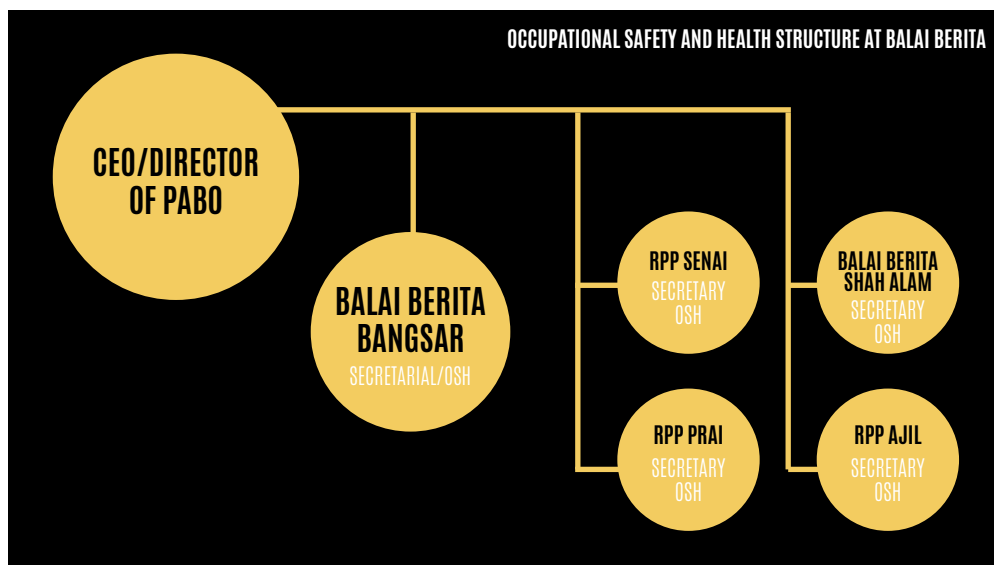 OCCUPATIONAL SAFETY AND HEALTH STRUCTURE AT BALAI BERITA
CEO/DIRECTOR
OF PABO
BALAI BERITA
BANGSAR
SECRETARIAL/OSH
RPP SENAI
SECRETARY
OSH
BALAI BERITA
SHAH ALAM
SECRETARY
OSH
RPP PRAI
SECRETARY
OSH
RPP AJIL
SECRETARY
OSH